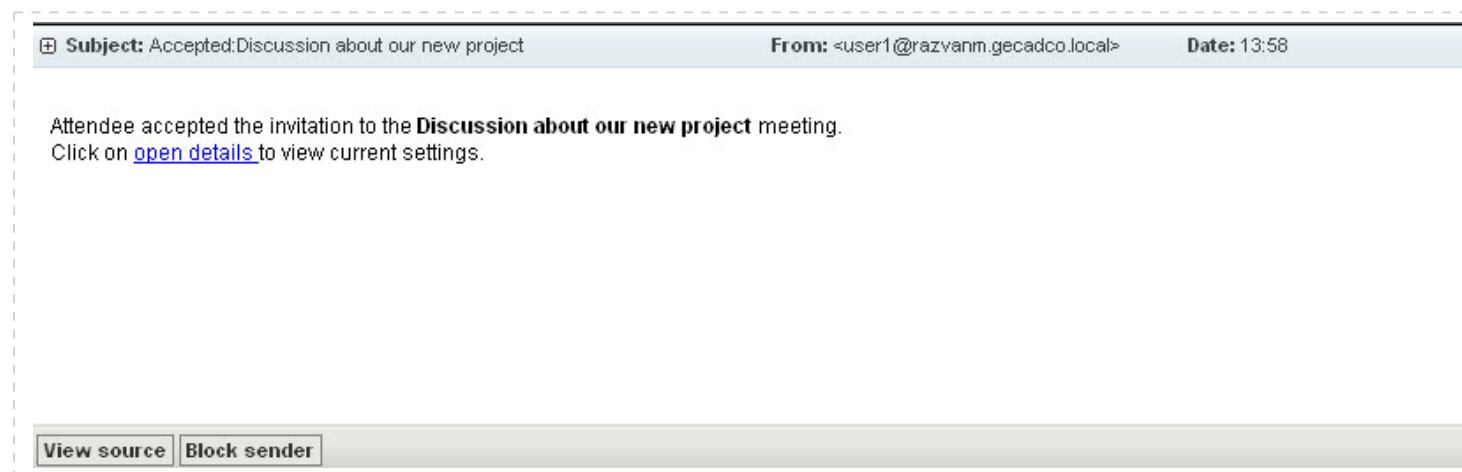 Subject: Accepted:Discussion about our new project From: <user1@razvanm.gecadco.local> Date: 13:58
Attendee accepted the invitation to the Discussion about our new project meeting.
Click on open details to view current settings.
View source Block sender